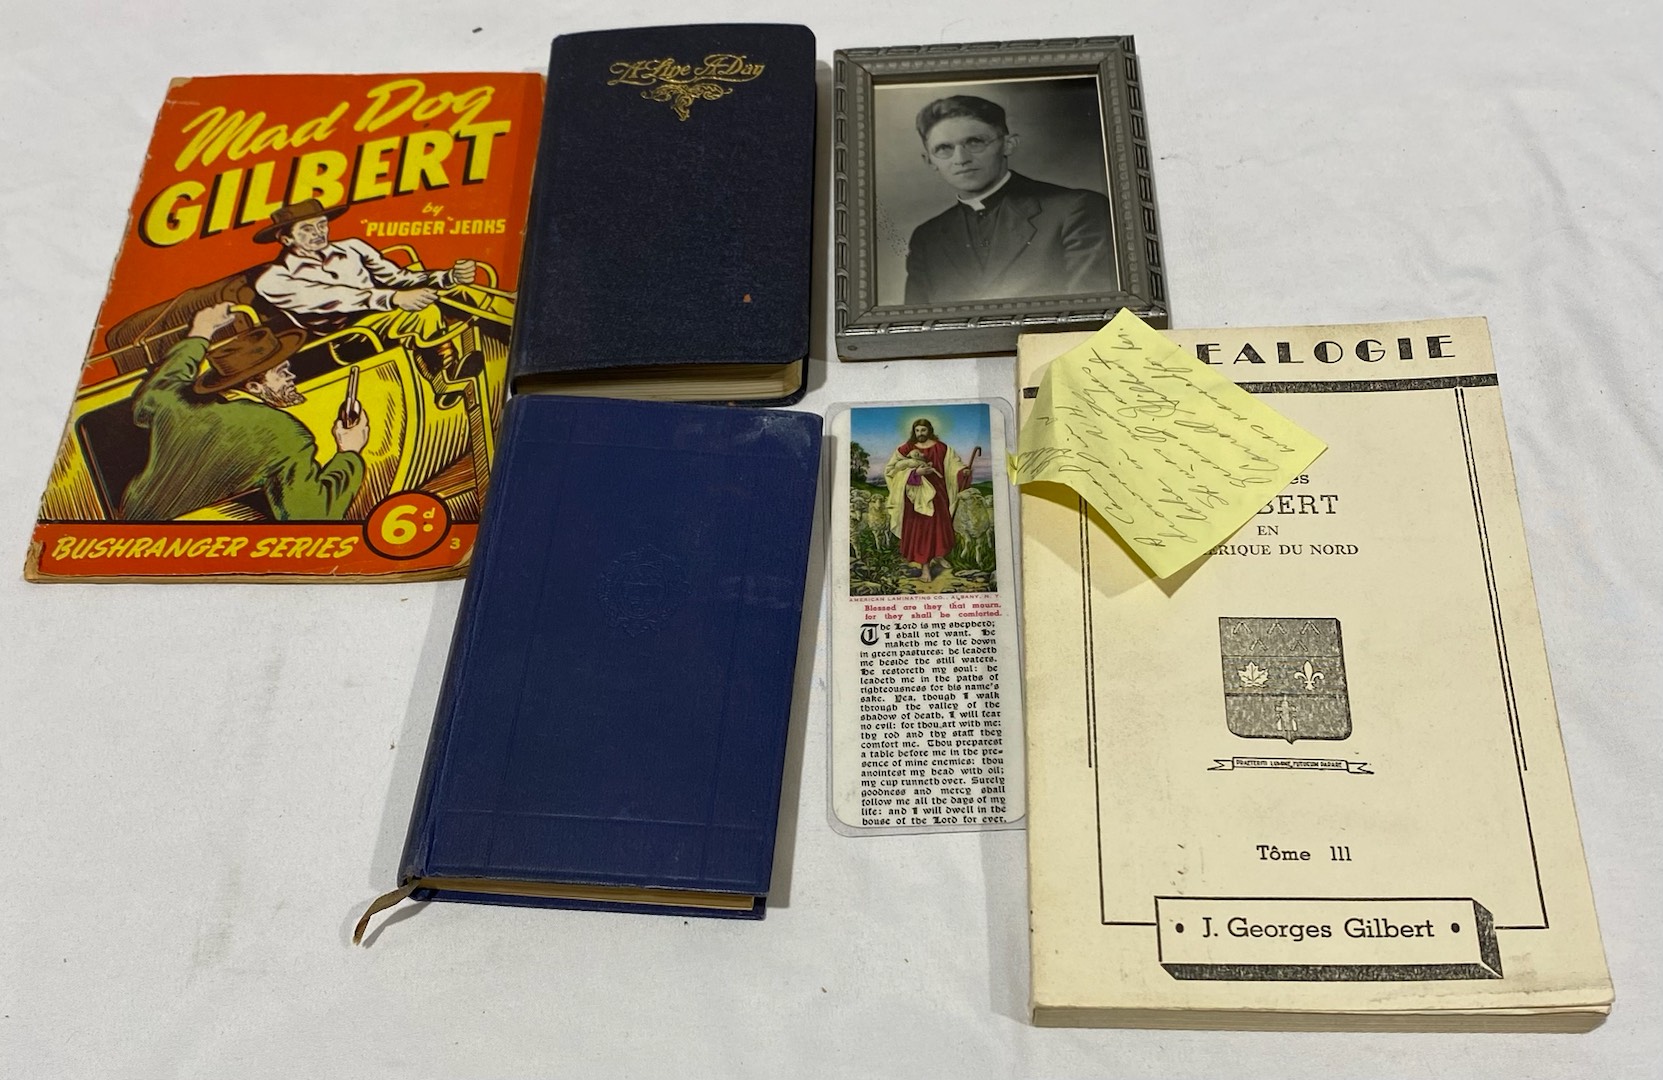 Mad Dog
GILBERT
by
"PLUGGER" JENKS
6d.
BUSHRANGER SERIES
3
A Line A Day
AMERICAN LAMINATING CO., ALBANY, N. Y.
Blessed are they that mourn,
for they shall be comforted.
The Lord is my shepherd;
I shall not want. He
maketh me to lie down
in green pastures: he leadeth
me beside the still waters.
He restoreth my soul: he
leadeth me in the paths of
righteousness for his name's
sake. Yea, though I walk
through the valley of the
shadow of death, I will fear
no evil: for thou art with me:
thy rod and thy staff they
comfort me. Thou preparest
a table before me in the pre-
sence of mine enemies: thou
anointest my head with oil;
my cup runneth over. Surely
goodness and mercy shall
follow me all the days of my
life: and I will dwell in the
house of the Lord for ever.
EALOGIE
es
BERT
EN
ERIQUE DU NORD
PRAETERITI LUMINE FUTURUM PARARE
Tôme III
• J. Georges Gilbert •